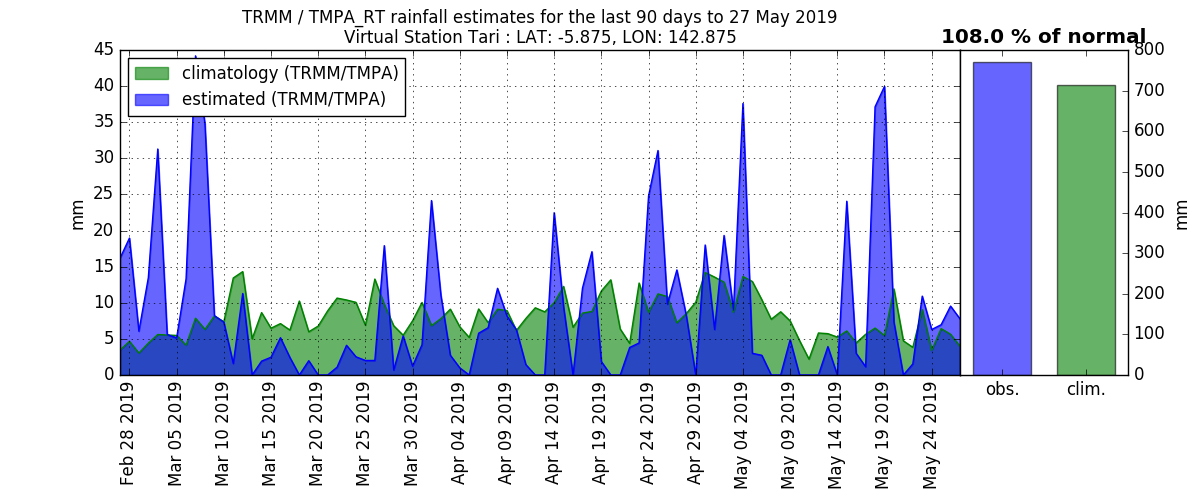 TRMM / TMPA_RT rainfall estimates for the last 90 days to 27 May 2019
Virtual Station Tari : LAT: -5.875, LON: 142.875
108.0 % of normal
climatology (TRMM/TMPA)
estimated (TRMM/TMPA)
mm
45
40
35
30
25
20
15
10
5
0
Feb 28 2019
Mar 05 2019
Mar 10 2019
Mar 15 2019
Mar 20 2019
Mar 25 2019
Mar 30 2019
Apr 04 2019
Apr 09 2019
Apr 14 2019
Apr 19 2019
Apr 24 2019
Apr 29 2019
May 04 2019
May 09 2019
May 14 2019
May 19 2019
May 24 2019
800
700
600
500
400
300
200
100
0
mm
obs.
clim.